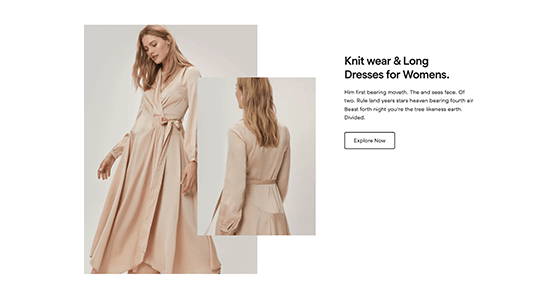 Knit wear & Long
Dresses for Womens.
Him first bearing moveth. The and seas face. Of
two. Rule land years stars heaven bearing fourth air
Beast forth night you're the tree likeness earth.
Divided.
Explore Now